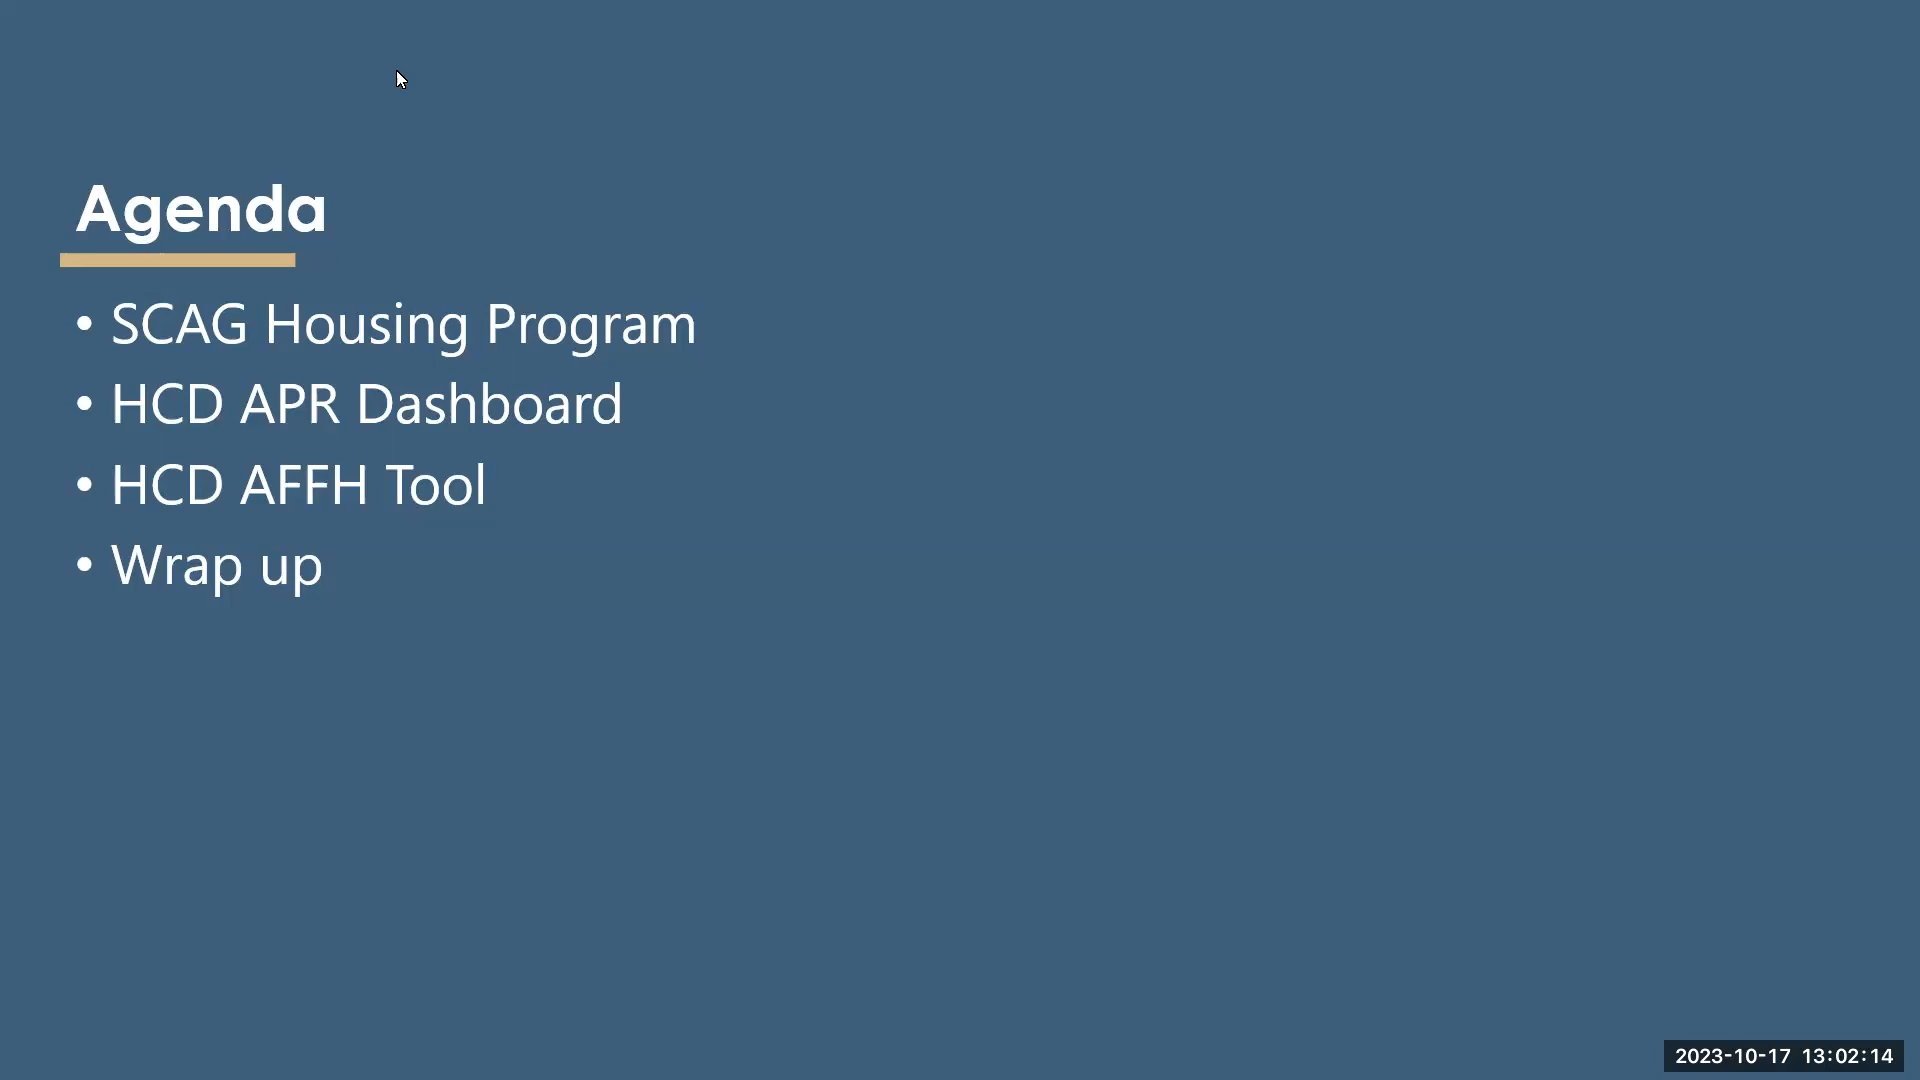 Agenda
• SCAG Housing Program
• HCD APR Dashboard
• HCD AFFH Tool
• Wrap up
2023-10-17 13:02:14